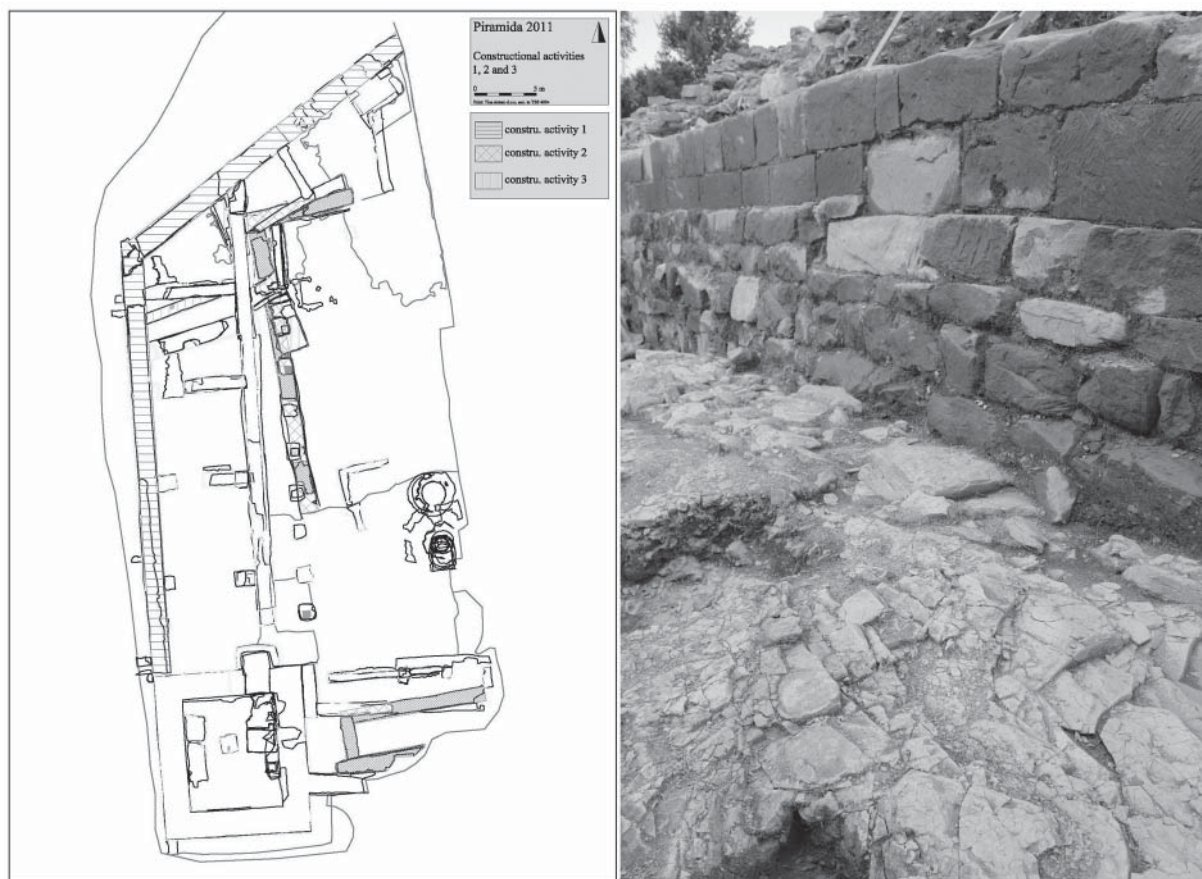 Piramida 2011
Constructional activities
1, 2 and 3
0 5 m
constru. activity 1
constru. activity 2
constru. activity 3